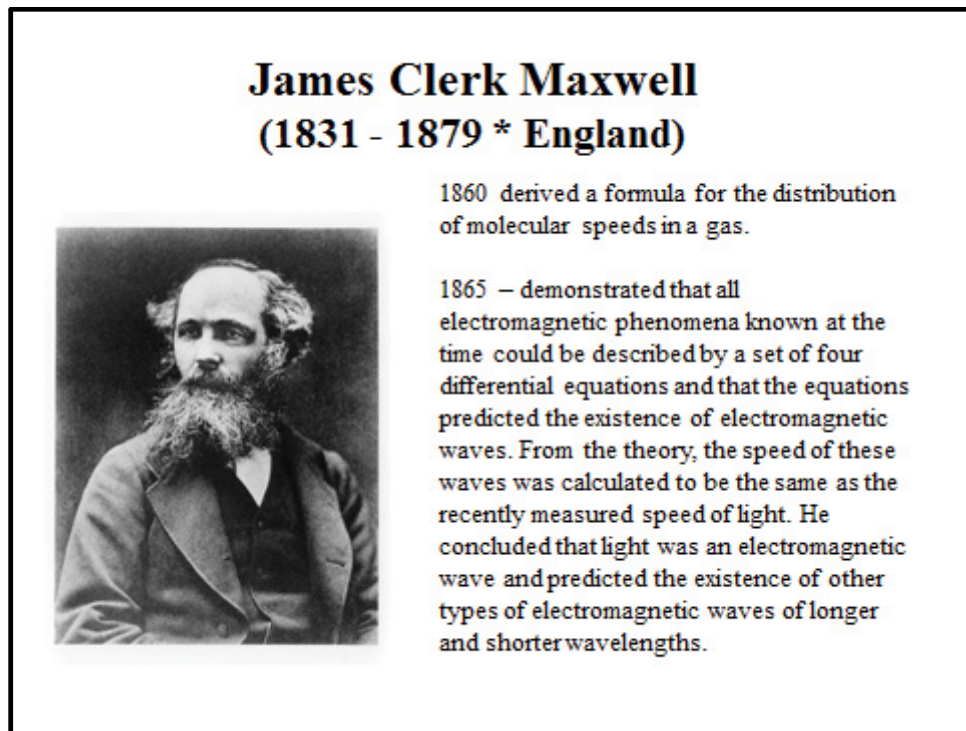 James Clerk Maxwell
(1831 - 1879 * England)
1860 derived a formula for the distribution
of molecular speeds in a gas.
1865 – demonstrated that all
electromagnetic phenomena known at the
time could be described by a set of four
differential equations and that the equations
predicted the existence of electromagnetic
waves. From the theory, the speed of these
waves was calculated to be the same as the
recently measured speed of light. He
concluded that light was an electromagnetic
wave and predicted the existence of other
types of electromagnetic waves of longer
and shorter wavelengths.